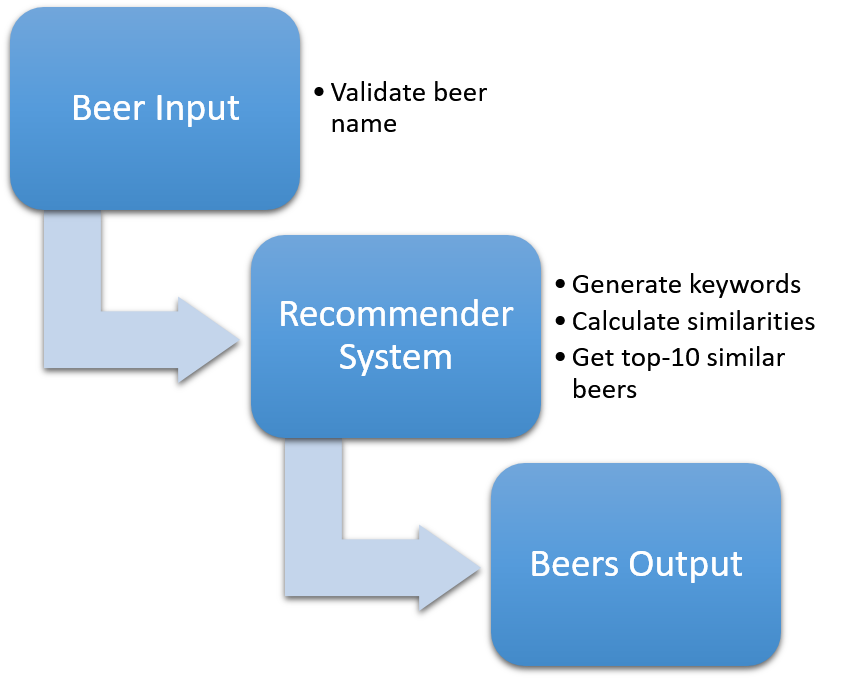 Beer Input
• Validate beer
name
Recommender
System
• Generate keywords
• Calculate similarities
• Get top-10 similar
beers
Beers Output